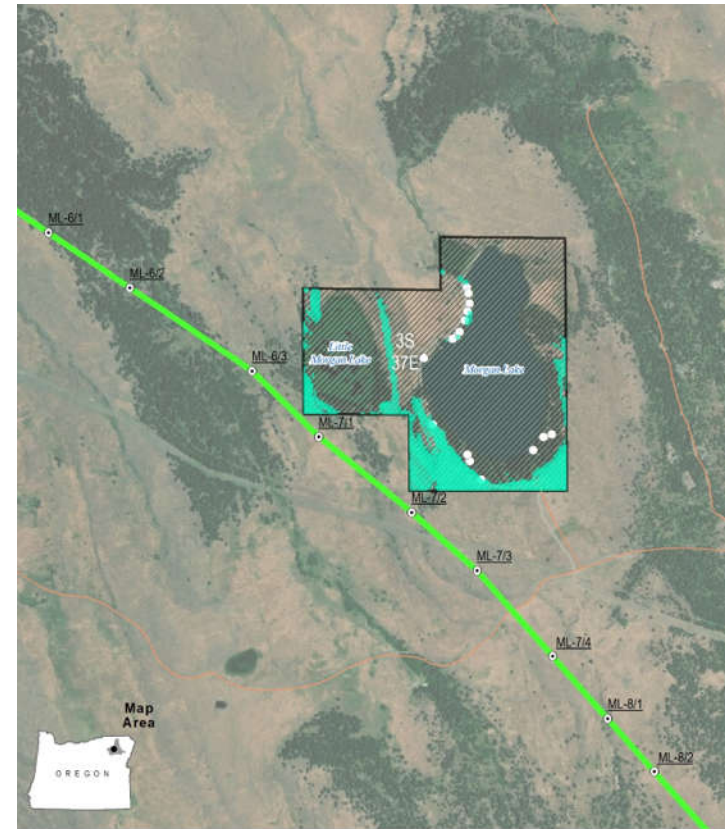 ML-6/1
ML-6/2
ML-6/3
3S
37E
Little
Morgan Lake
Morgan Lake
ML-7/1
ML-7/2
ML-7/3
ML-7/4
ML-8/1
ML-8/2
Map
Area
OREGON